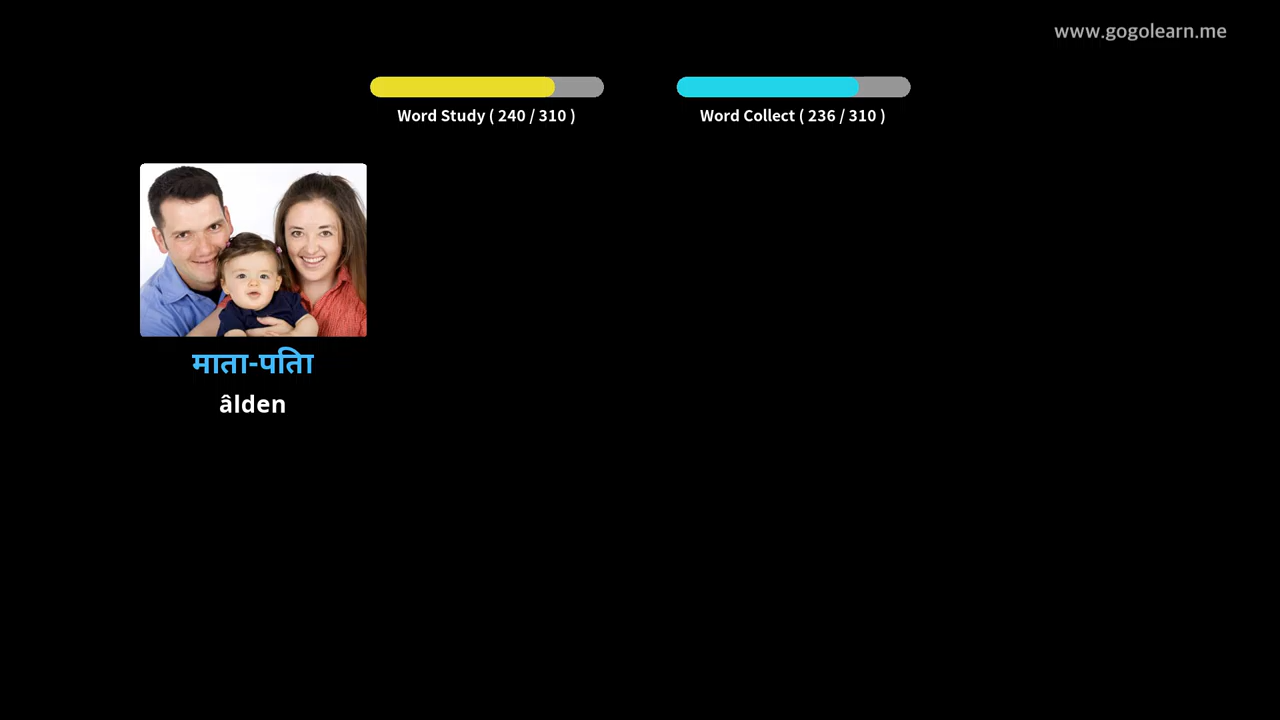 www.gogolearn.me
Word Study ( 240 / 310 )
Word Collect ( 236 / 310 )
माता-पिता
âlden